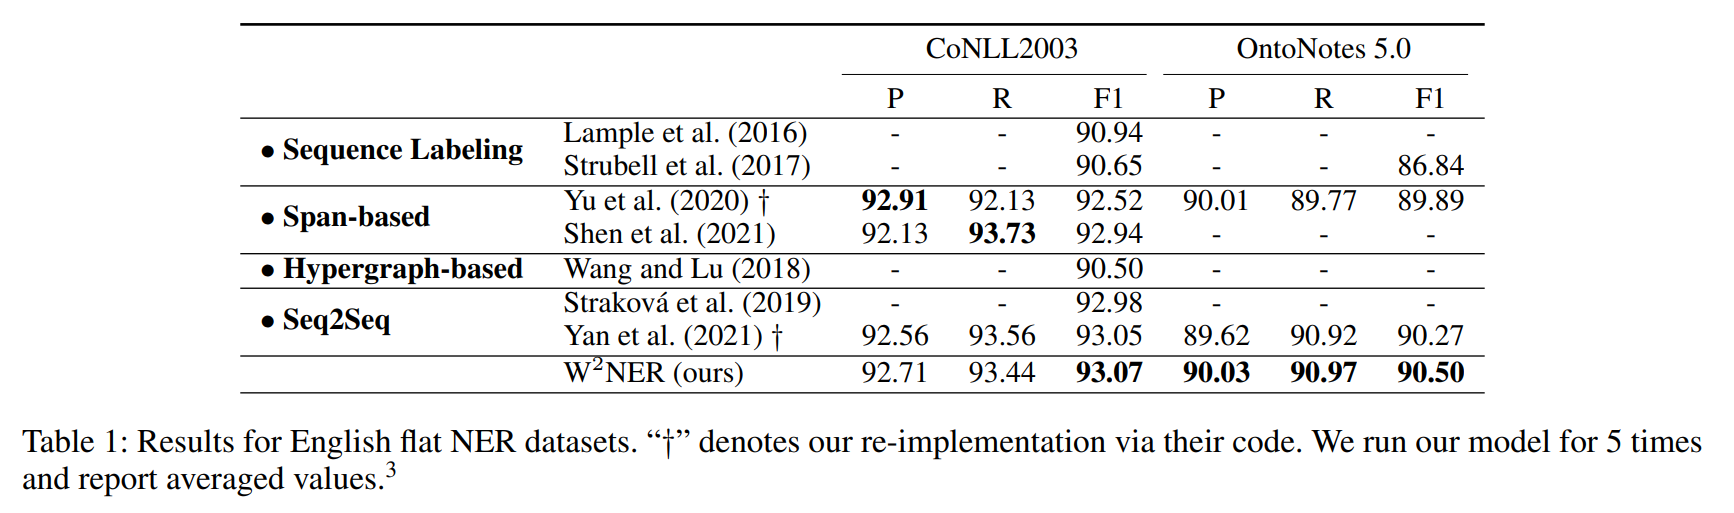 CoNLL2003 OntoNotes 5.0
P R F1 P R F1
• Sequence Labeling Lample et al. (2016) - - 90.94 - - -
Strubell et al. (2017) - - 90.65 - - 86.84
• Span-based Yu et al. (2020) † 92.91 92.13 92.52 90.01 89.77 89.89
Shen et al. (2021) 92.13 93.73 92.94 - - -
• Hypergraph-based Wang and Lu (2018) - - 90.50 - - -
• Seq2Seq Straková et al. (2019) - - 92.98 - - -
Yan et al. (2021) † 92.56 93.56 93.05 89.62 90.92 90.27
W²NER (ours) 92.71 93.44 93.07 90.03 90.97 90.50
Table 1: Results for English flat NER datasets. “†” denotes our re-implementation via their code. We run our model for 5 times
and report averaged values.³